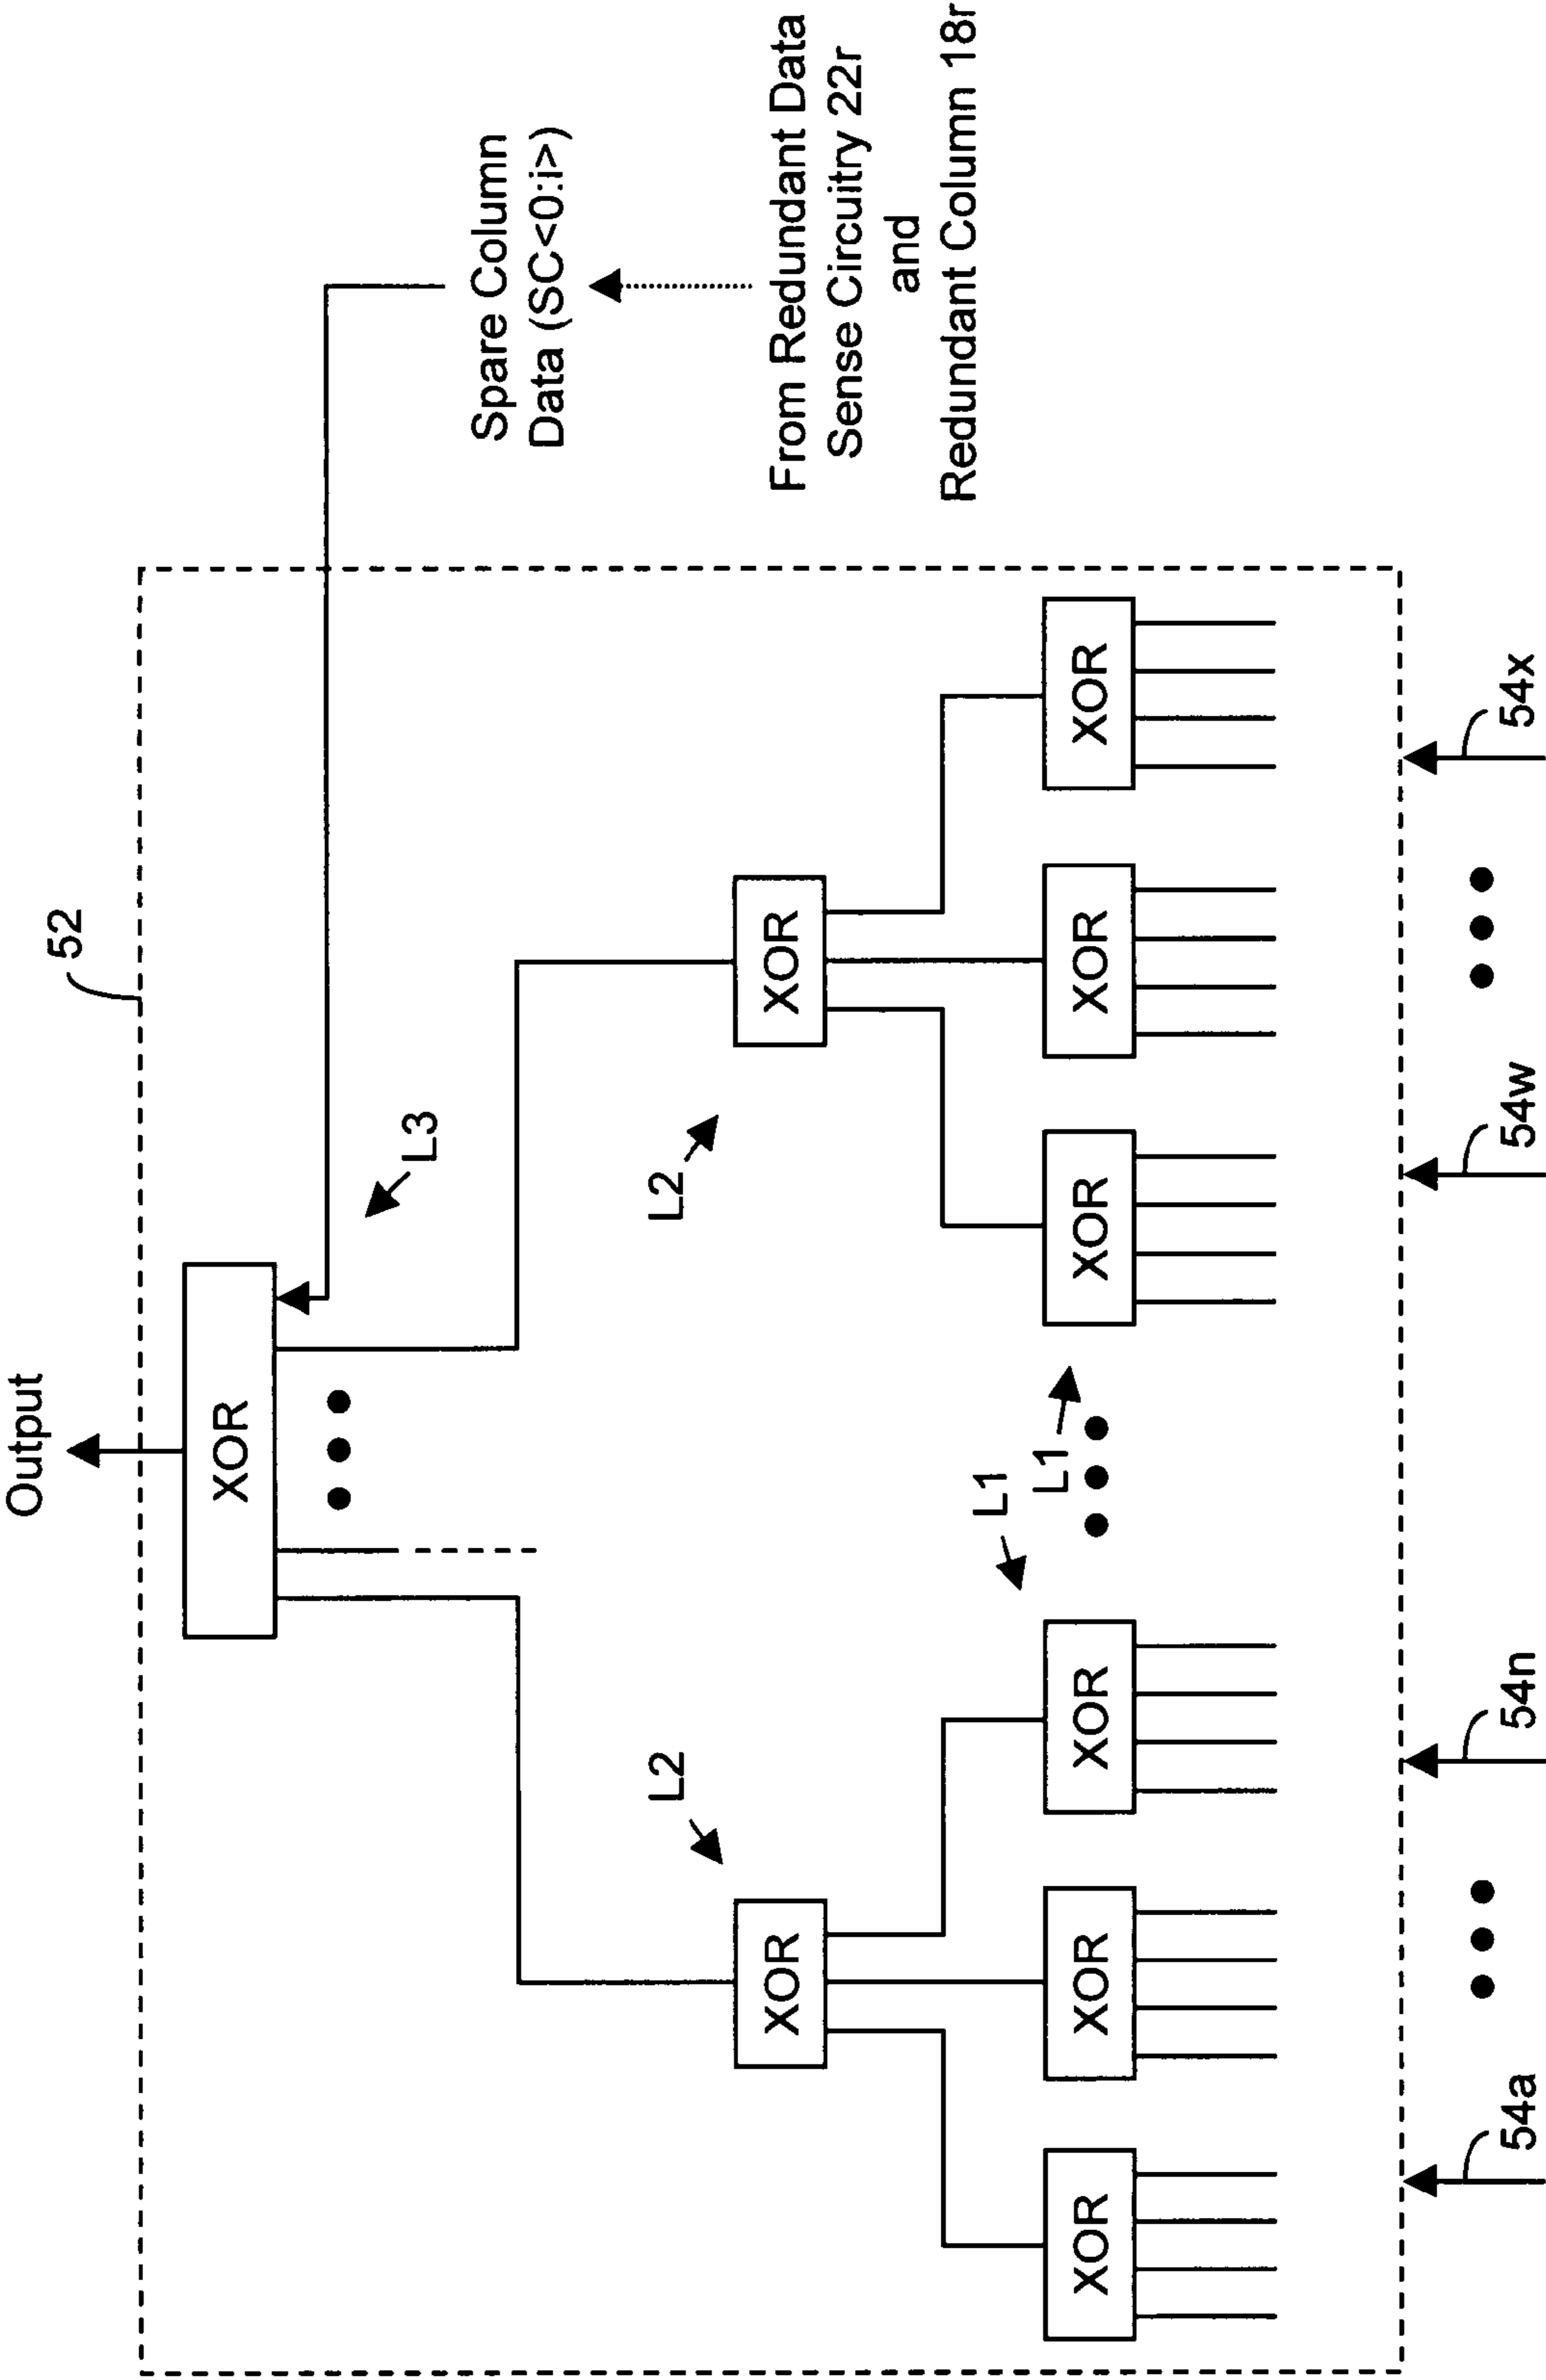 Output
52
XOR
L3
Spare Column
Data (SC<0:i>)
From Redundant Data
Sense Circuitry 22r
and
Redundant Column 18r
L2
L2
XOR
XOR
L1
L1
XOR
XOR
XOR
XOR
XOR
XOR
54a
54n
54w
54x